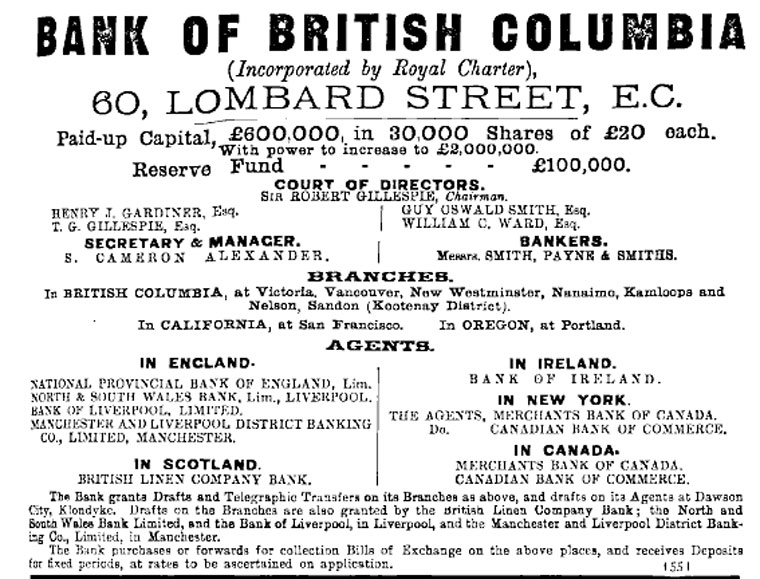 BANK OF BRITISH COLUMBIA
(Incorporated by Royal Charter),
60, LOMBARD STREET, E.C.
Paid-up Capital, £600,000, in 30,000 Shares of £20 each.
With power to increase to £2,000,000.
Reserve Fund - - - - - £100,000.
COURT OF DIRECTORS.
SIR ROBERT GILLESPIE, Chairman.
HENRY J. GARDINER, Esq.
T. G. GILLESPIE, Esq.
GUY OSWALD SMITH, Esq.
WILLIAM C. WARD, Esq.
SECRETARY & MANAGER.
S. CAMERON ALEXANDER.
BANKERS.
Messrs. SMITH, PAYNE & SMITHS.
BRANCHES.
In BRITISH COLUMBIA, at Victoria, Vancouver, New Westminster, Nanaimo, Kamloops and
Nelson, Sandon (Kootenay District).
In CALIFORNIA, at San Francisco. In OREGON, at Portland.
AGENTS.
IN ENGLAND-
NATIONAL PROVINCIAL BANK OF ENGLAND, Lim.
NORTH & SOUTH WALES BANK, Lim., LIVERPOOL.
BANK OF LIVERPOOL, LIMITED.
MANCHESTER AND LIVERPOOL DISTRICT BANKING
CO., LIMITED, MANCHESTER.
IN SCOTLAND.
BRITISH LINEN COMPANY BANK.
IN IRELAND.
BANK OF IRELAND.
IN NEW YORK.
THE AGENTS, MERCHANTS BANK OF CANADA.
Do. CANADIAN BANK OF COMMERCE.
IN CANADA.
MERCHANTS BANK OF CANADA.
CANADIAN BANK OF COMMERCE.
The Bank grants Drafts and Telegraphic Transfers on its Branches as above, and drafts on its Agents at Dawson
City, Klondyke. Drafts on the Branches are also granted by the British Linen Company Bank; the North and
South Wales Bank Limited, and the Bank of Liverpool, in Liverpool, and the Manchester and Liverpool District Bank-
ing Co., Limited, in Manchester.
The Bank purchases or forwards for collection Bills of Exchange on the above places, and receives Deposits
for fixed periods, at rates to be ascertained on application.
1551